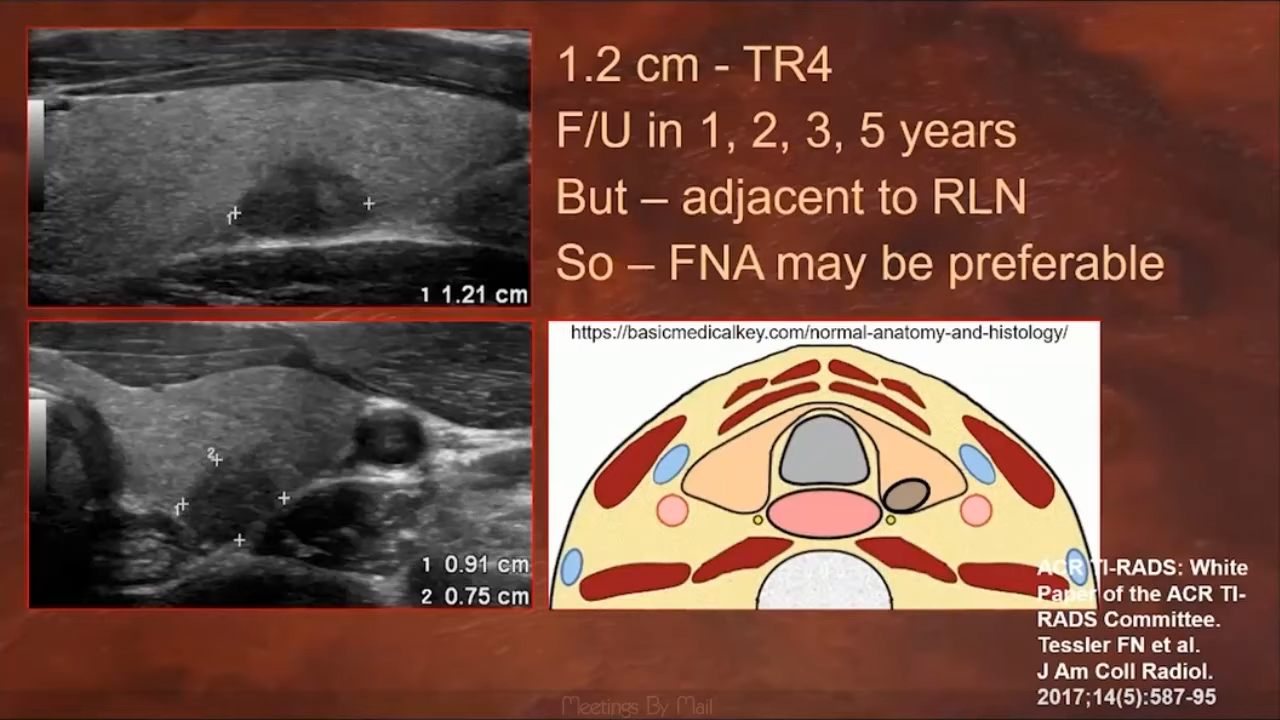 1.2 cm - TR4
F/U in 1, 2, 3, 5 years
But – adjacent to RLN
So – FNA may be preferable
1
1 1.21 cm
2
1
1 0.91 cm
2 0.75 cm
https://basicmedicalkey.com/normal-anatomy-and-histology/
ACR TI-RADS: White
Paper of the ACR TI-
RADS Committee.
Tessler FN et al.
J Am Coll Radiol.
2017;14(5):587-95
Meetings By Mail